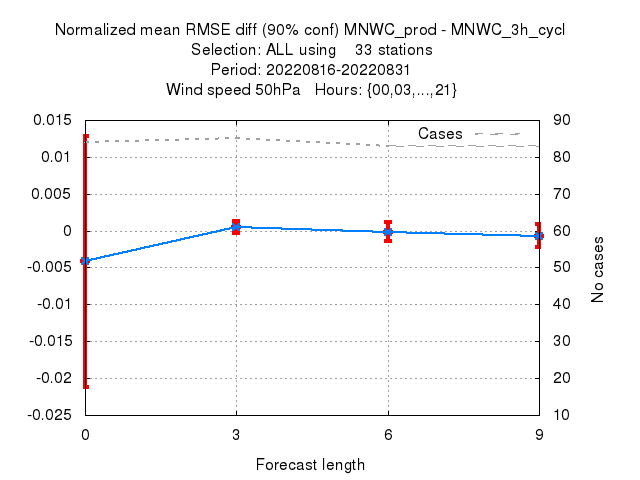 Normalized mean RMSE diff (90% conf) MNWC_prod - MNWC_3h_cycl
Selection: ALL using 33 stations
Period: 20220816-20220831
Wind speed 50hPa Hours: {00,03,...,21}
0.015
0.01
0.005
0
-0.005
-0.01
-0.015
-0.02
-0.025
90
80
70
60
50
40
30
20
10
Cases
No cases
0 3 6 9
Forecast length